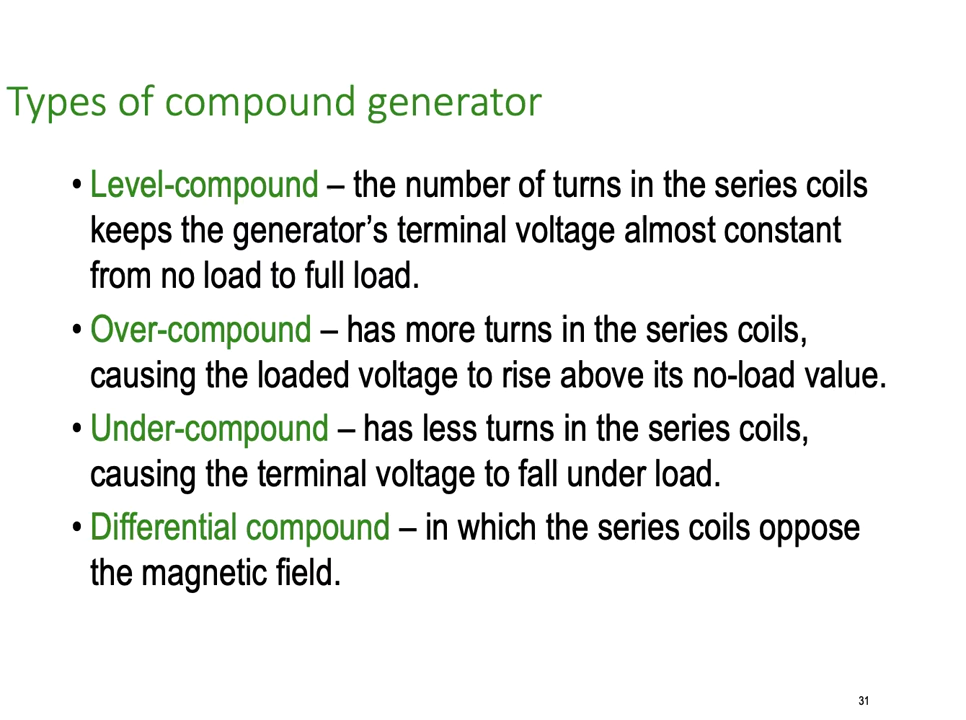 Types of compound generator
• Level-compound – the number of turns in the series coils
keeps the generator’s terminal voltage almost constant
from no load to full load.
• Over-compound – has more turns in the series coils,
causing the loaded voltage to rise above its no-load value.
• Under-compound – has less turns in the series coils,
causing the terminal voltage to fall under load.
• Differential compound – in which the series coils oppose
the magnetic field.
31